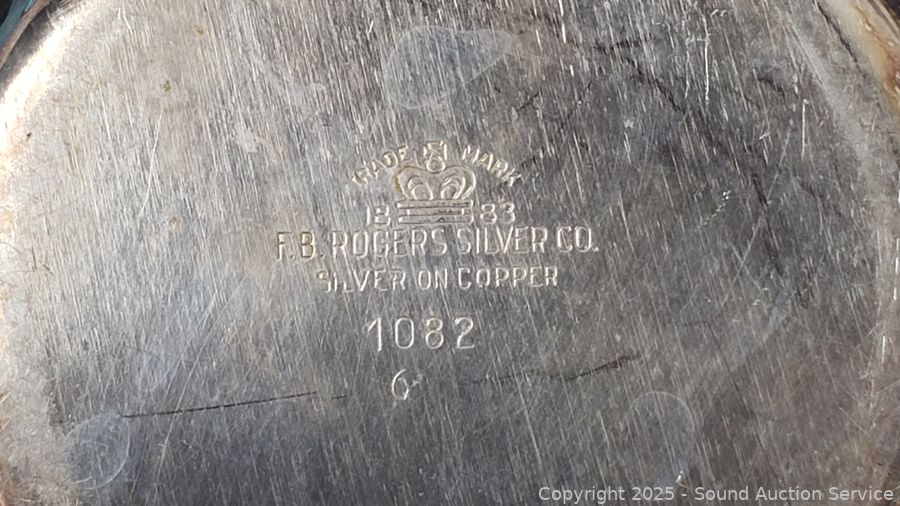 TRADE MARK
1883
F.B. ROGERS SILVER CO.
SILVER ON COPPER
1082
6
Copyright © 2025 - Sound Auction Service